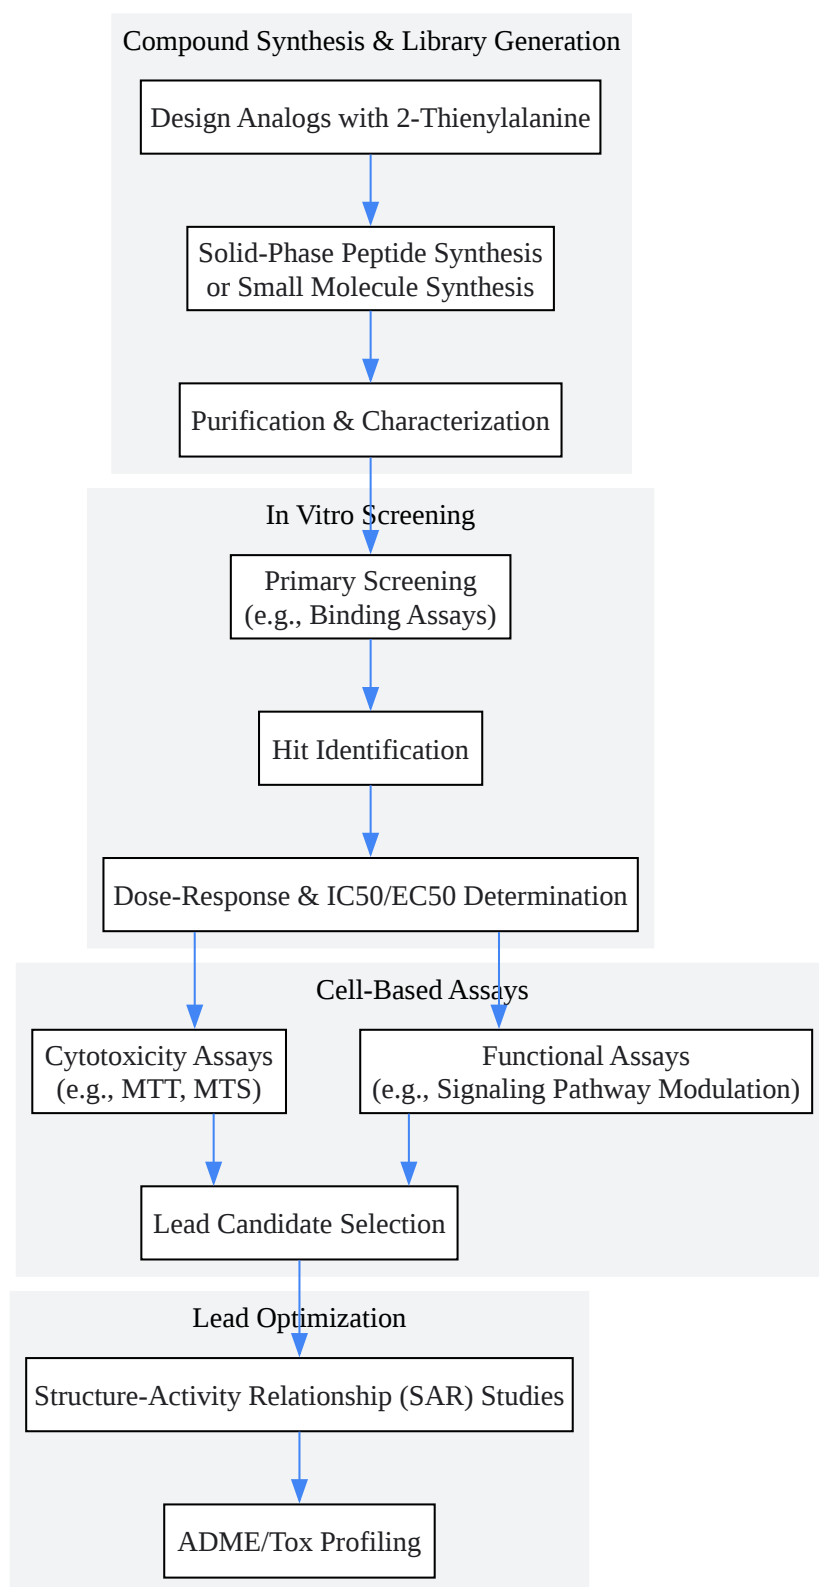 Compound Synthesis & Library Generation
Design Analogs with 2-Thienylalanine
Solid-Phase Peptide Synthesis
or Small Molecule Synthesis
Purification & Characterization
In Vitro Screening
Primary Screening
(e.g., Binding Assays)
Hit Identification
Dose-Response & IC50/EC50 Determination
Cell-Based Assays
Cytotoxicity Assays
(e.g., MTT, MTS)
Functional Assays
(e.g., Signaling Pathway Modulation)
Lead Candidate Selection
Lead Optimization
Structure-Activity Relationship (SAR) Studies
ADME/Tox Profiling